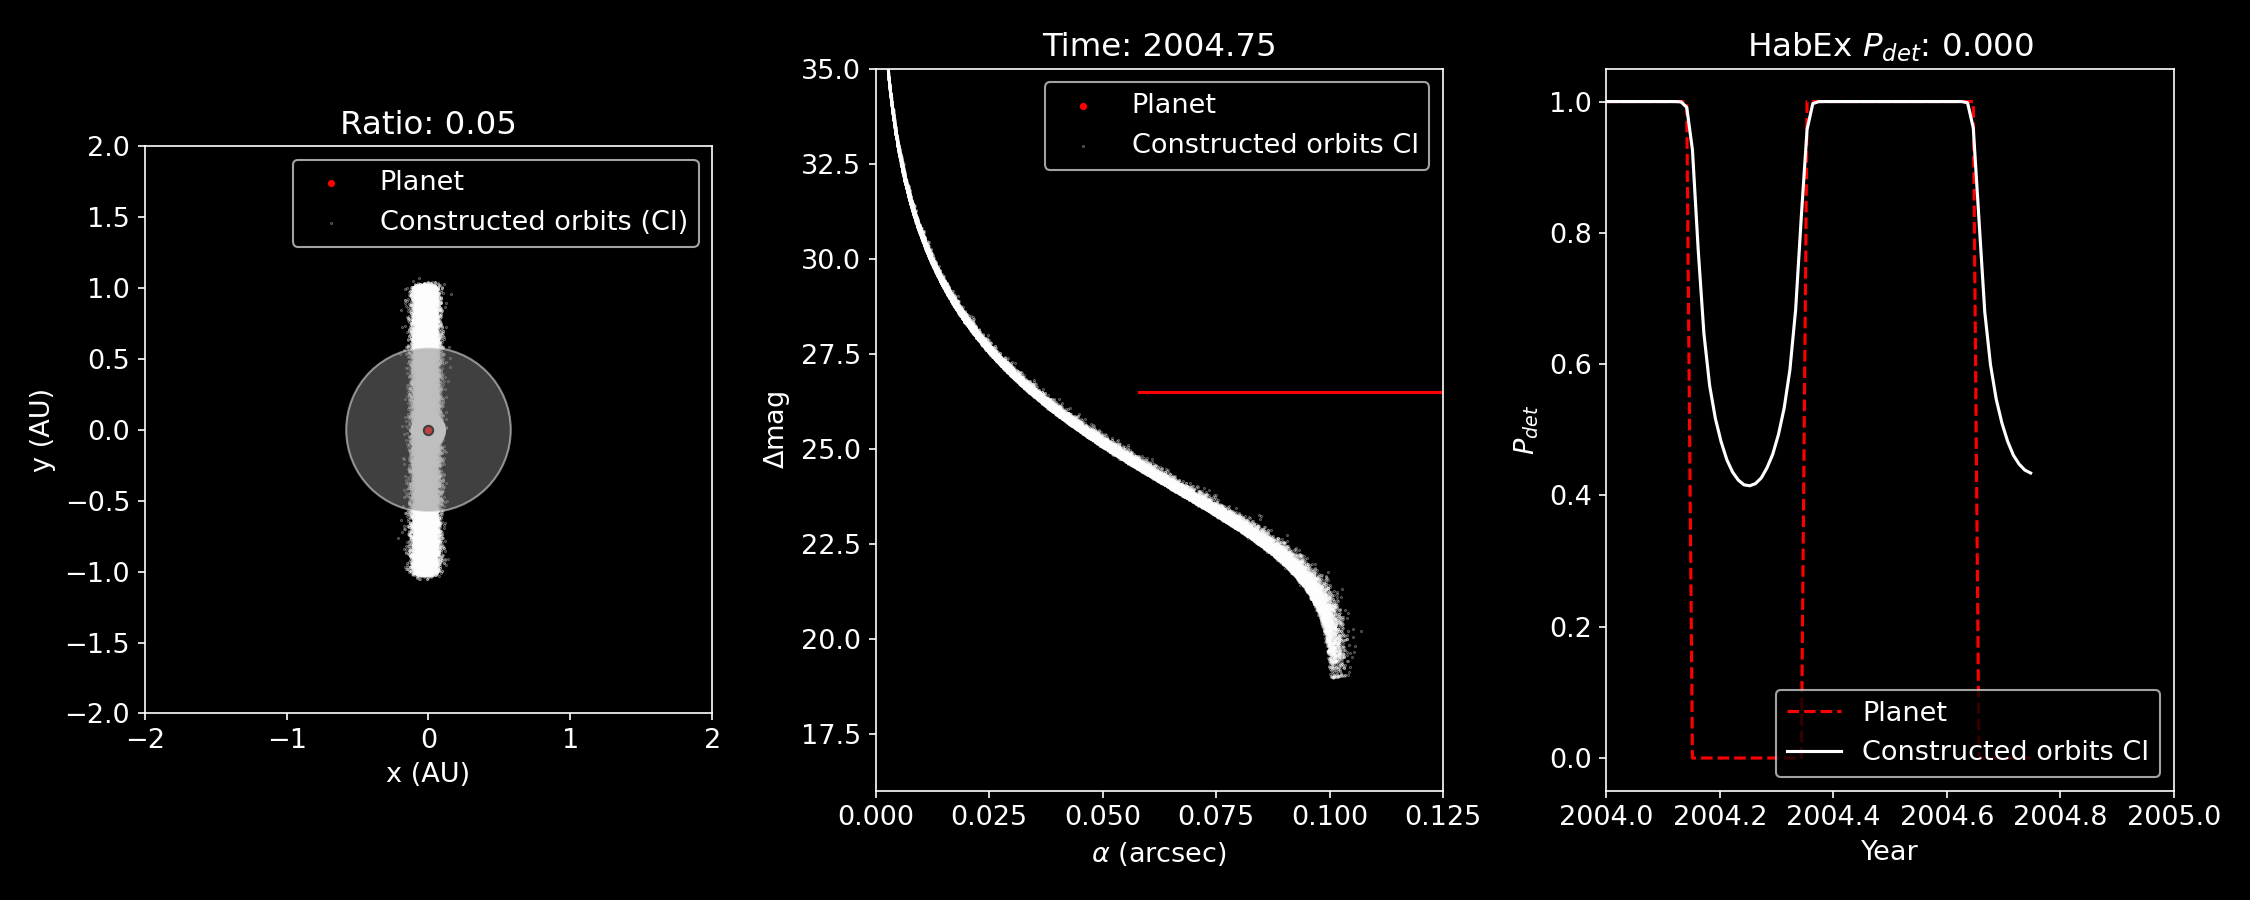 Ratio: 0.05
Planet
Constructed orbits (CI)
2.0
1.5
1.0
0.5
0.0
−0.5
−1.0
−1.5
−2.0
y (AU)
−2
−1
0
1
2
x (AU)
Time: 2004.75
Planet
Constructed orbits CI
35.0
32.5
30.0
27.5
25.0
22.5
20.0
17.5
Δmag
0.000
0.025
0.050
0.075
0.100
0.125
α (arcsec)
HabEx P_det: 0.000
1.0
0.8
0.6
0.4
0.2
0.0
P_det
Planet
Constructed orbits CI
2004.0
2004.2
2004.4
2004.6
2004.8
2005.0
Year